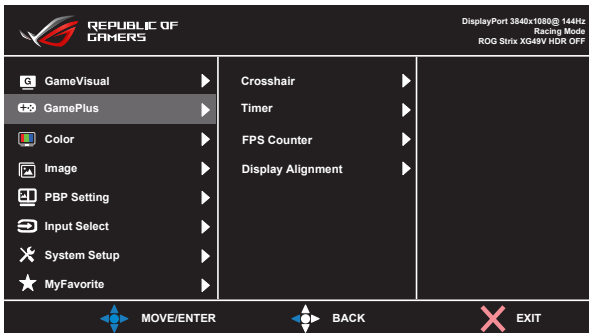 REPUBLIC OF
GAMERS
DisplayPort 3840x1080@ 144Hz
Racing Mode
ROG Strix XG49V HDR OFF
G GameVisual
GamePlus
Color
Image
PBP Setting
Input Select
System Setup
MyFavorite
Crosshair
Timer
FPS Counter
Display Alignment
MOVE/ENTER
BACK
EXIT